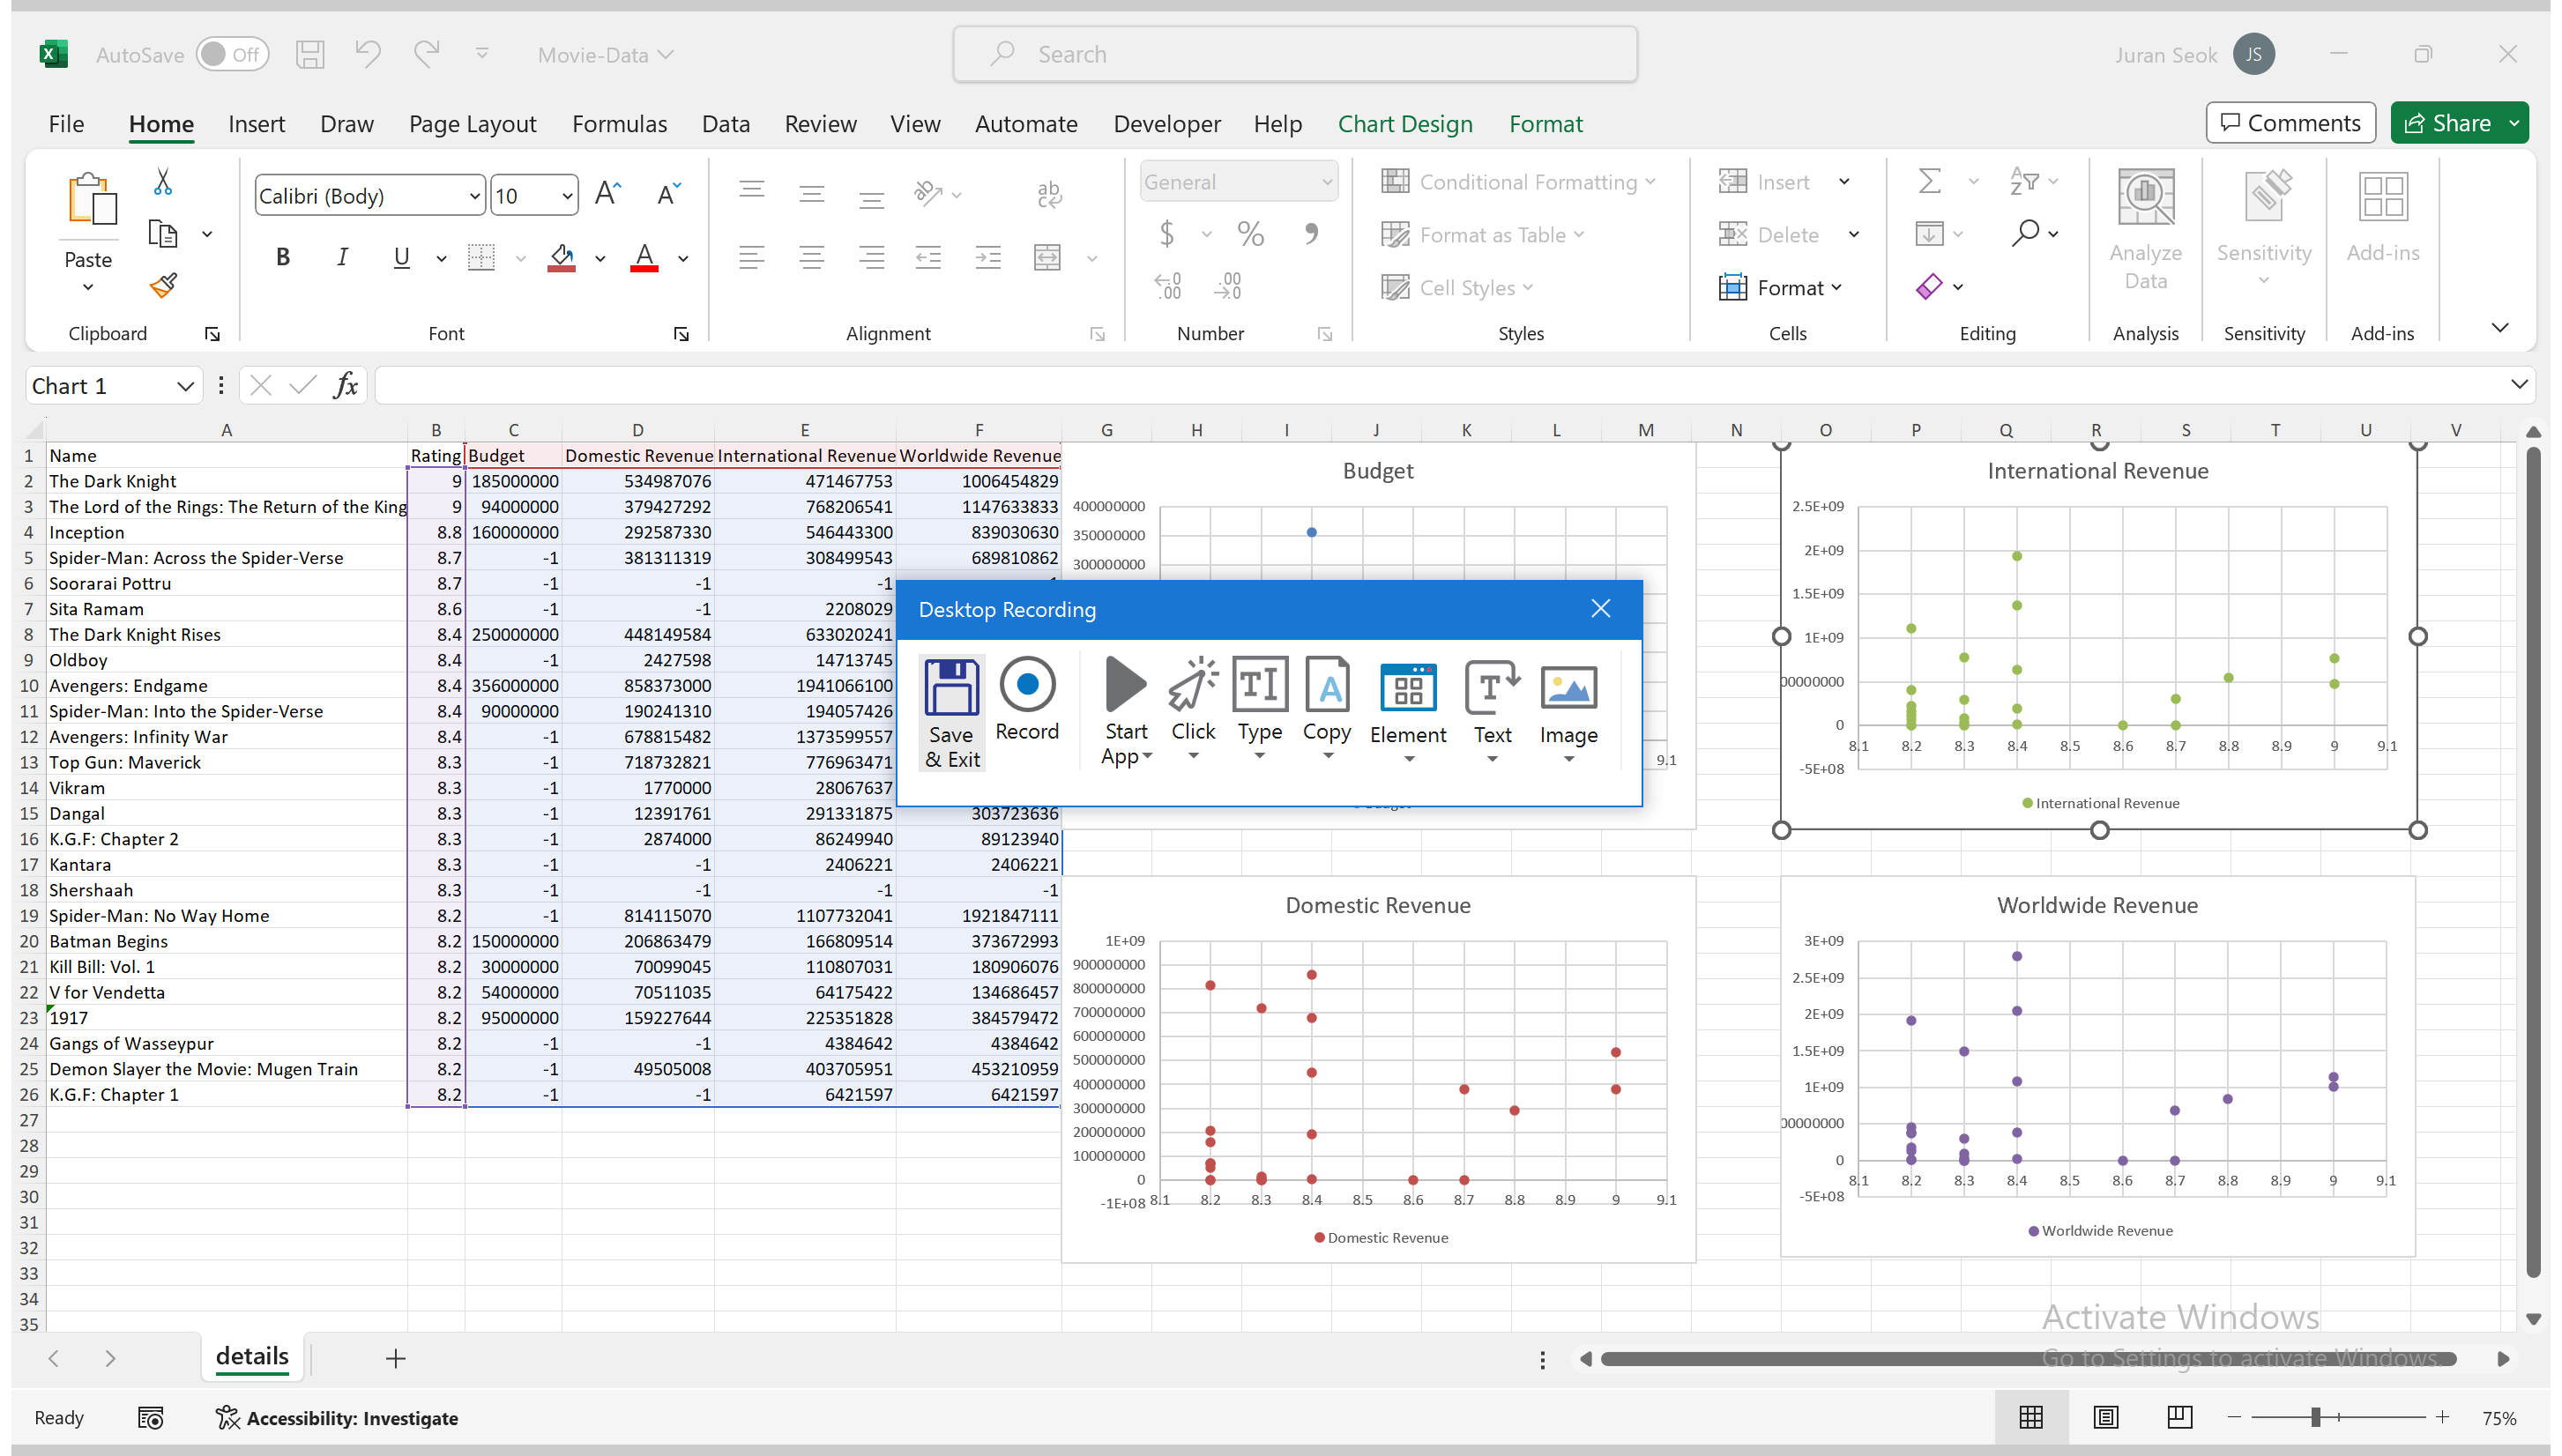 AutoSave Off Movie-Data Search Juran Seok JS
File Home Insert Draw Page Layout Formulas Data Review View Automate Developer Help Chart Design Format Comments Share
Paste
Clipboard
Calibri (Body) 10
B I U A
Font
ab
Alignment
General
$ % 9
Number
Conditional Formatting
Format as Table
Cell Styles
Styles
Insert
Delete
Format
Cells
Editing
Analyze
Data
Analysis
Sensitivity
Sensitivity
Add-ins
Add-ins
Chart 1 fx
A B C D E F G H I J K L M N O P Q R S T U V
1 Name Rating Budget Domestic Revenue International Revenue Worldwide Revenue
2 The Dark Knight 9 185000000 534987076 471467753 1006454829
3 The Lord of the Rings: The Return of the King 9 94000000 379427292 768206541 1147633833
4 Inception 8.8 160000000 292587330 546443300 839030630
5 Spider-Man: Across the Spider-Verse 8.7 -1 381311319 308499543 689810862
6 Soorarai Pottru 8.7 -1 -1 -1
7 Sita Ramam 8.6 -1 -1 2208029
8 The Dark Knight Rises 8.4 250000000 448149584 633020241
9 Oldboy 8.4 -1 2427598 14713745
10 Avengers: Endgame 8.4 356000000 858373000 1941066100
11 Spider-Man: Into the Spider-Verse 8.4 90000000 190241310 194057426
12 Avengers: Infinity War 8.4 -1 678815482 1373599557
13 Top Gun: Maverick 8.3 -1 718732821 776963471
14 Vikram 8.3 -1 1770000 28067637
15 Dangal 8.3 -1 12391761 291331875 303723636
16 K.G.F: Chapter 2 8.3 -1 2874000 86249940 89123940
17 Kantara 8.3 -1 -1 2406221 2406221
18 Shershaah 8.3 -1 -1 -1 -1
19 Spider-Man: No Way Home 8.2 -1 814115070 1107732041 1921847111
20 Batman Begins 8.2 150000000 206863479 166809514 373672993
21 Kill Bill: Vol. 1 8.2 30000000 70099045 110807031 180906076
22 V for Vendetta 8.2 54000000 70511035 64175422 134686457
23 1917 8.2 95000000 159227644 225351828 384579472
24 Gangs of Wasseypur 8.2 -1 -1 4384642 4384642
25 Demon Slayer the Movie: Mugen Train 8.2 -1 49505008 403705951 453210959
26 K.G.F: Chapter 1 8.2 -1 -1 6421597 6421597
27
28
29
30
31
32
33
34
35
Budget
400000000
350000000
300000000
9.1
Desktop Recording
Save
& Exit
Record
Start
App
Click
Type
Copy
Element
Text
Image
International Revenue
2.5E+09
2E+09
1.5E+09
1E+09
00000000
0
-5E+08
8.1 8.2 8.3 8.4 8.5 8.6 8.7 8.8 8.9 9 9.1
International Revenue
Domestic Revenue
1E+09
900000000
800000000
700000000
600000000
500000000
400000000
300000000
200000000
100000000
0
-1E+08
8.1 8.2 8.3 8.4 8.5 8.6 8.7 8.8 8.9 9 9.1
Domestic Revenue
Worldwide Revenue
3E+09
2.5E+09
2E+09
1.5E+09
1E+09
00000000
0
-5E+08
8.1 8.2 8.3 8.4 8.5 8.6 8.7 8.8 8.9 9 9.1
Worldwide Revenue
Activate Windows
Go to Settings to activate Windows.
details
Ready Accessibility: Investigate 75%